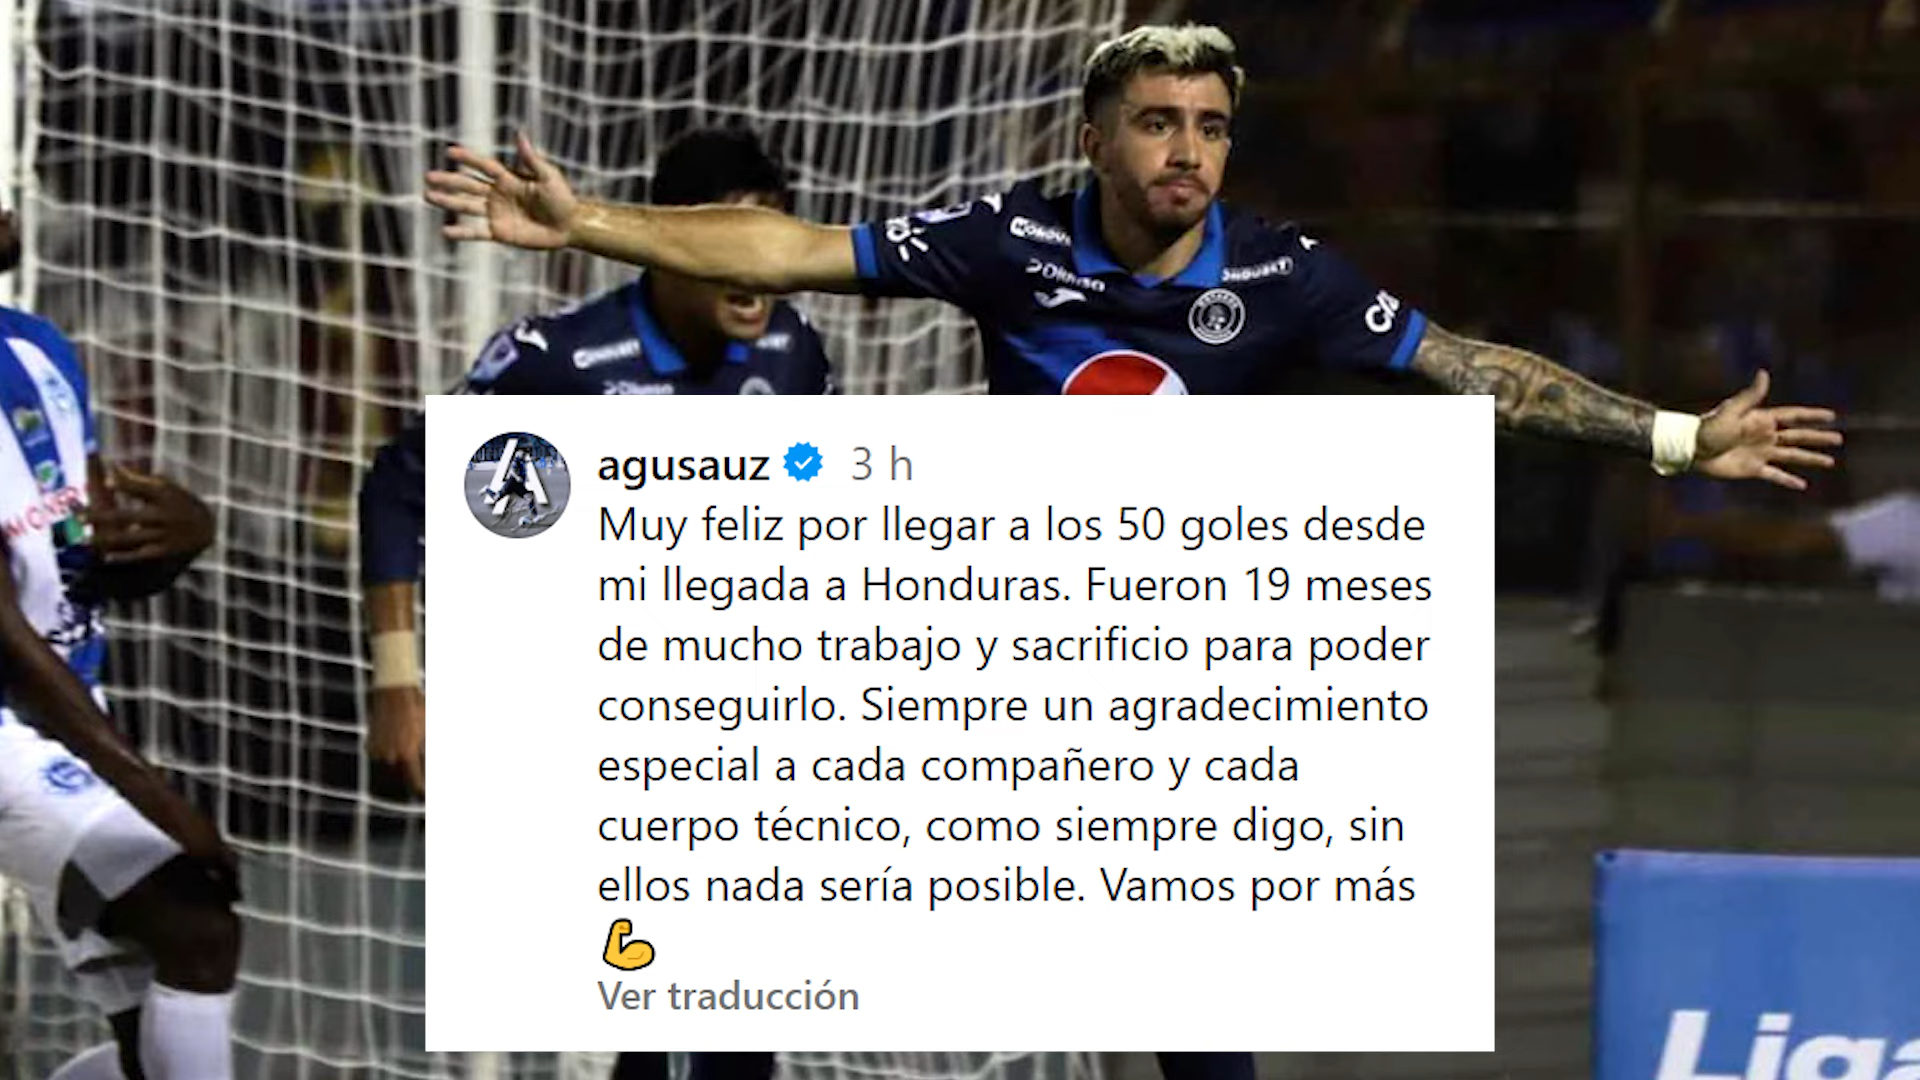 agusauz 3 h
Muy feliz por llegar a los 50 goles desde
mi llegada a Honduras. Fueron 19 meses
de mucho trabajo y sacrificio para poder
conseguirlo. Siempre un agradecimiento
especial a cada compañero y cada
cuerpo técnico, como siempre digo, sin
ellos nada sería posible. Vamos por más
💪
Ver traducción
Liga